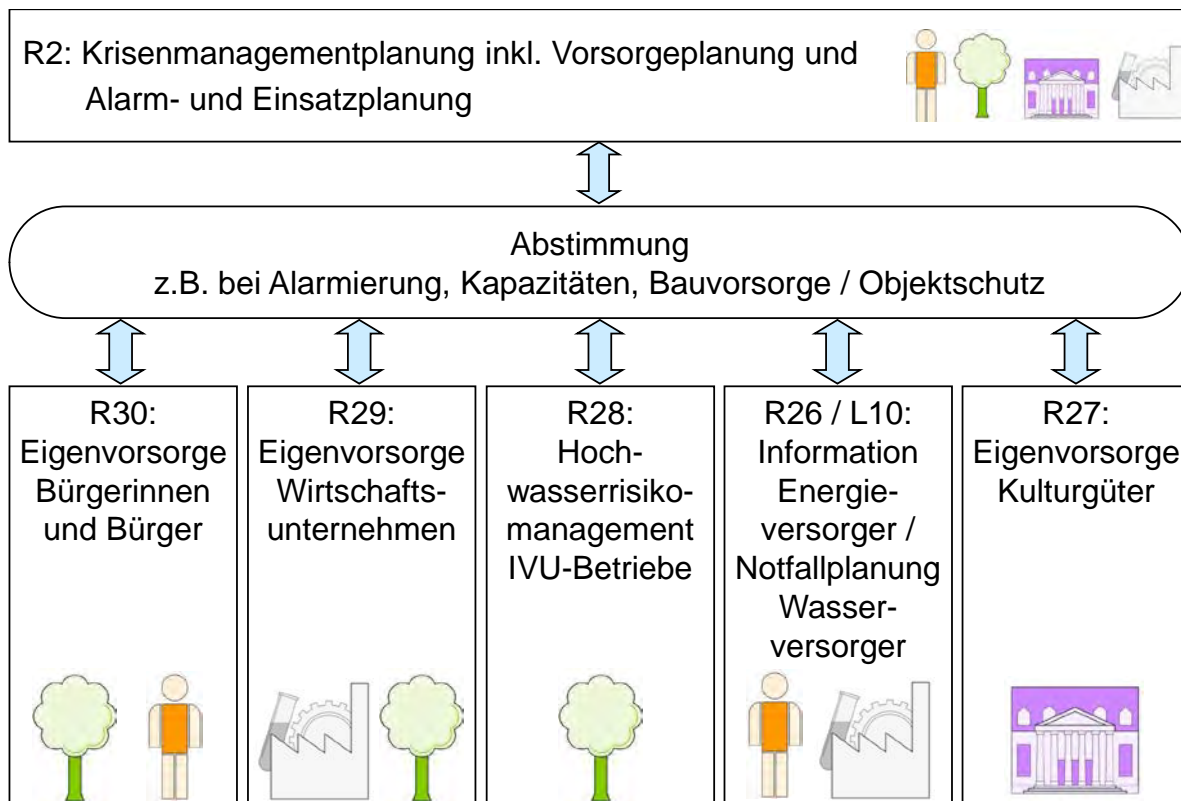 R2: Krisenmanagementplanung inkl. Vorsorgeplanung und
Alarm- und Einsatzplanung
Abstimmung
z.B. bei Alarmierung, Kapazitäten, Bauvorsorge / Objektschutz
R30:
Eigenvorsorge
Bürgerinnen
und Bürger
R29:
Eigenvorsorge
Wirtschafts-
unternehmen
R28:
Hoch-
wasserrisiko-
management
IVU-Betriebe
R26 / L10:
Information
Energie-
versorger /
Notfallplanung
Wasser-
versorger
R27:
Eigenvorsorge
Kulturgüter